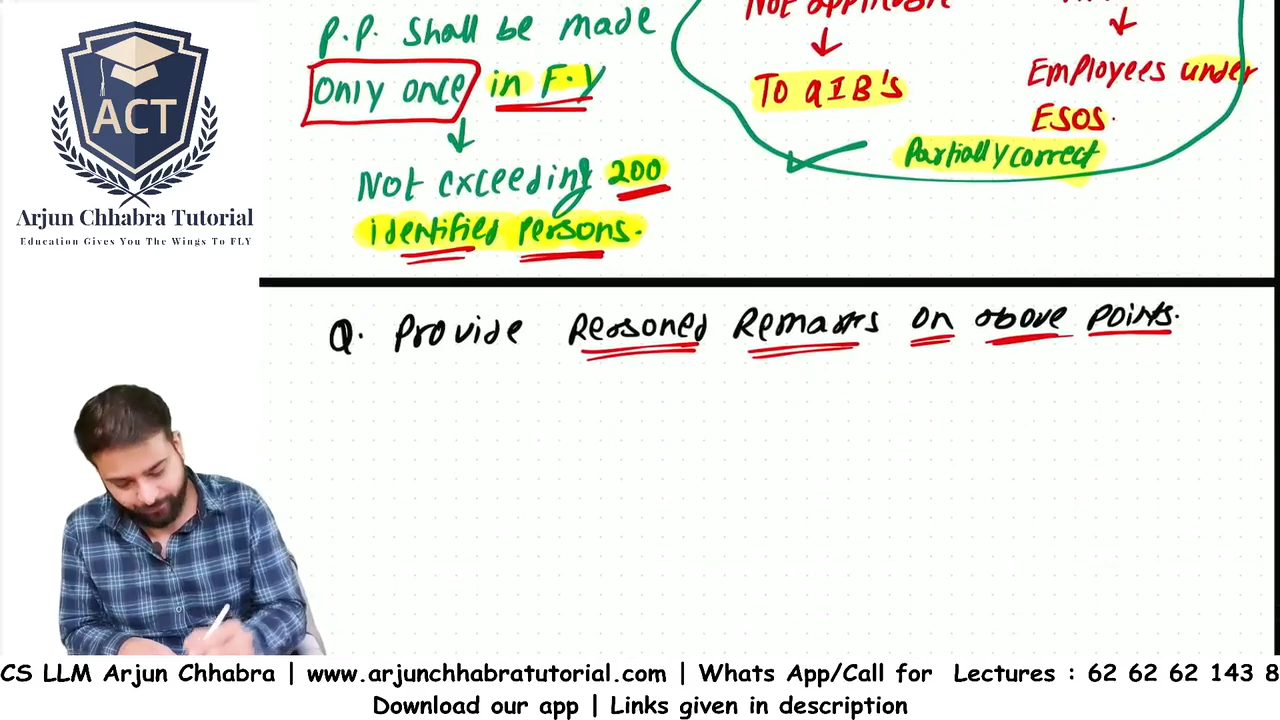 P.P. Shall be made
Only once in F.Y
Not exceeding 200
identified persons.
Not applicable
To QIB's
Employees under
ESOS.
Partially correct
Q. Provide Reasoned Remarks on above points.
ACT
Arjun Chhabra Tutorial
Education Gives You The Wings To FLY
CS LLM Arjun Chhabra | www.arjunchhabratutorial.com | Whats App/Call for Lectures : 62 62 62 143 8
Download our app | Links given in description